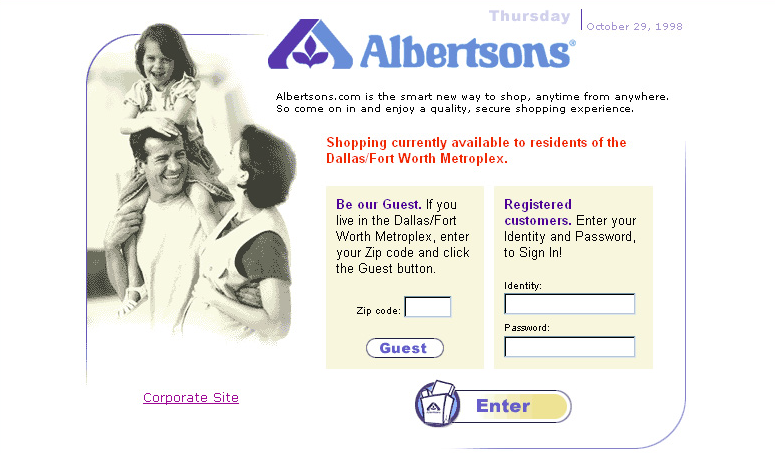 Thursday
October 29, 1998
Albertsons®
Albertsons.com is the smart new way to shop, anytime from anywhere.
So come on in and enjoy a quality, secure shopping experience.
Shopping currently available to residents of the
Dallas/Fort Worth Metroplex.
Be our Guest. If you
live in the Dallas/Fort
Worth Metroplex, enter
your Zip code and click
the Guest button.
Zip code:
Guest
Registered
customers. Enter your
Identity and Password,
to Sign In!
Identity:
Password:
Corporate Site
Enter